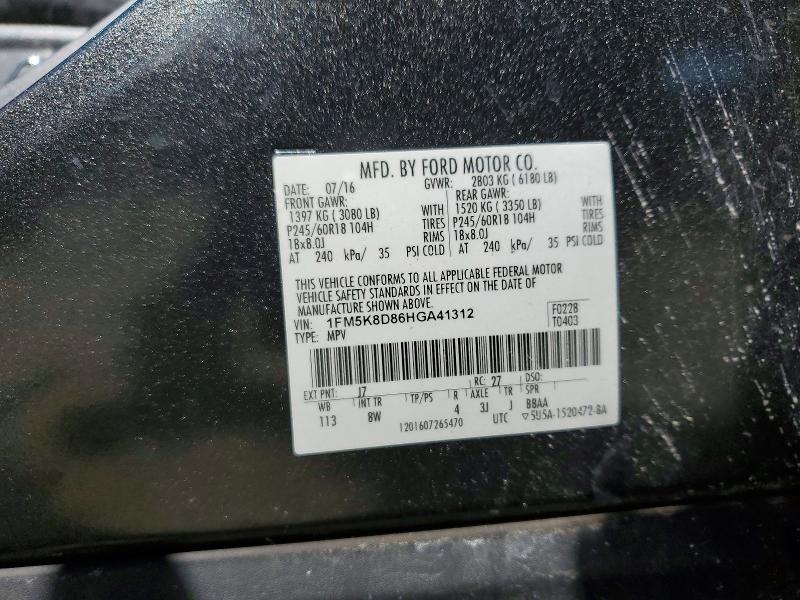 MFD. BY FORD MOTOR CO.
DATE: 07/16 GVWR: 2803 KG ( 6180 LB)
FRONT GAWR: REAR GAWR:
1397 KG ( 3080 LB) WITH 1520 KG ( 3350 LB) WITH
P245/60R18 104H TIRES P245/60R18 104H TIRES
18x8.0J RIMS 18x8.0J RIMS
AT 240 kPa/ 35 PSI COLD AT 240 kPa/ 35 PSI COLD
THIS VEHICLE CONFORMS TO ALL APPLICABLE FEDERAL MOTOR
VEHICLE SAFETY STANDARDS IN EFFECT ON THE DATE OF
MANUFACTURE SHOWN ABOVE.
VIN: 1FM5K8D86HGA41312 F0228
TYPE: MPV T0403
EXT PNT: J7 RC: 27 DSO:
WB INT TR TP/PS R AXLE TR SPR
113 8W 4 3J J BBAA
1201607265470 UTC ▽5U5A-1520472-BA